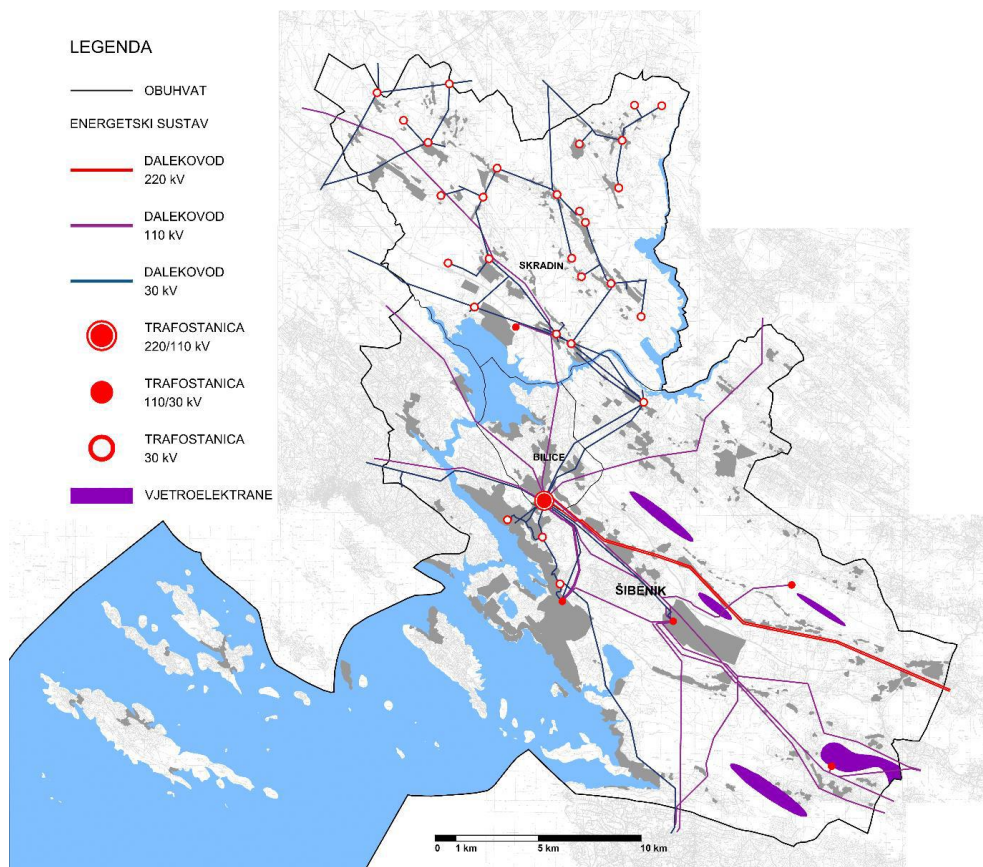 LEGENDA
OBUHVAT
ENERGETSKI SUSTAV
DALEKOVOD
220 kV
DALEKOVOD
110 kV
DALEKOVOD
30 kV
TRAFOSTANICA
220/110 kV
TRAFOSTANICA
110/30 kV
TRAFOSTANICA
30 kV
VJETROELEKTRANE
SKRADIN
BILICE
ŠIBENIK
0 1 km 5 km 10 km